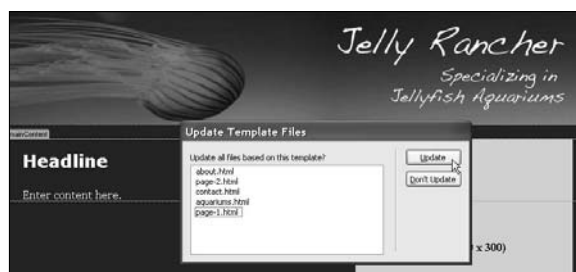 Jelly Rancher
Specializing in
Jellyfish Aquariums
mainContent
Update Template Files
Headline
Update all files based on this template?
Update
about.html
page-2.html
Don't Update
contact.html
Enter content here.
aquariums.html
page-1.html
x 300)